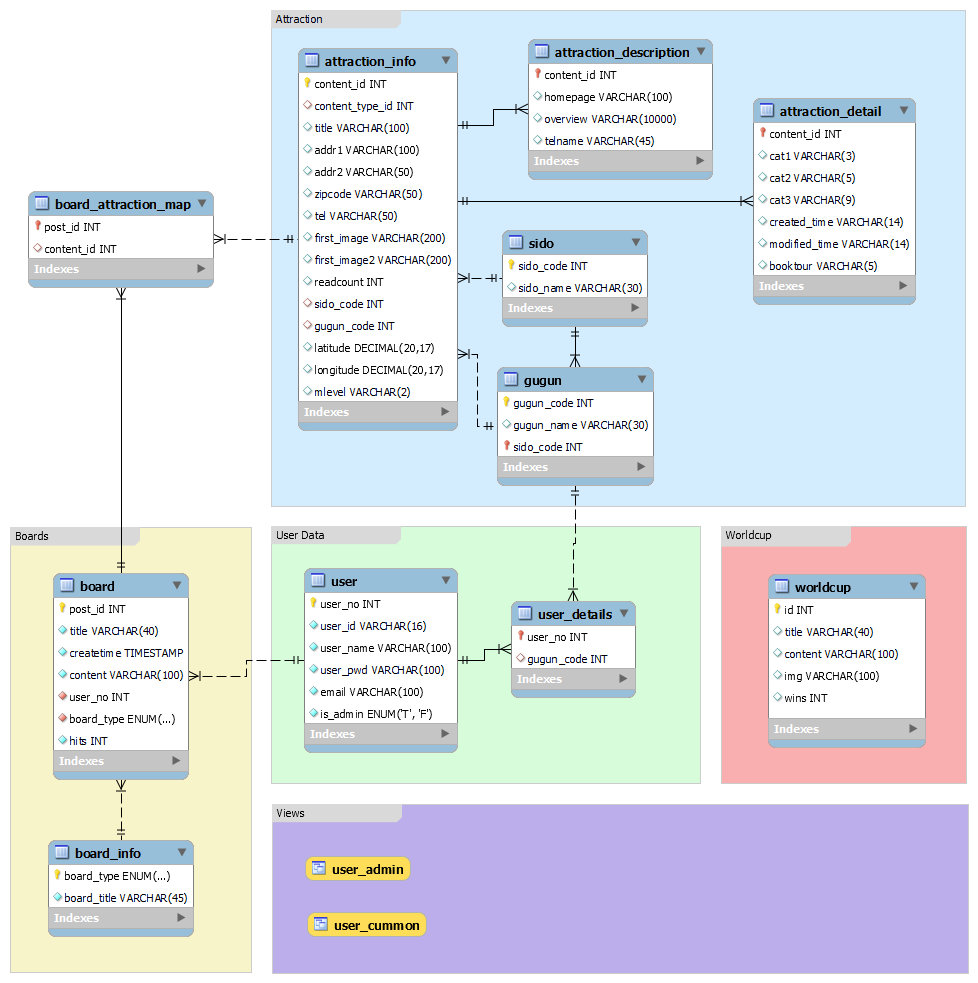 Attraction
attraction_info
content_id INT
content_type_id INT
title VARCHAR(100)
addr1 VARCHAR(100)
addr2 VARCHAR(50)
zipcode VARCHAR(50)
tel VARCHAR(50)
first_image VARCHAR(200)
first_image2 VARCHAR(200)
readcount INT
sido_code INT
gugun_code INT
latitude DECIMAL(20,17)
longitude DECIMAL(20,17)
mlevel VARCHAR(2)
Indexes
attraction_description
content_id INT
homepage VARCHAR(100)
overview VARCHAR(10000)
telname VARCHAR(45)
Indexes
attraction_detail
content_id INT
cat1 VARCHAR(3)
cat2 VARCHAR(5)
cat3 VARCHAR(9)
created_time VARCHAR(14)
modified_time VARCHAR(14)
booktour VARCHAR(5)
Indexes
board_attraction_map
post_id INT
content_id INT
Indexes
sido
sido_code INT
sido_name VARCHAR(30)
Indexes
gugun
gugun_code INT
gugun_name VARCHAR(30)
sido_code INT
Indexes
Boards
board
post_id INT
title VARCHAR(40)
createtime TIMESTAMP
content VARCHAR(100)
user_no INT
board_type ENUM(...)
hits INT
Indexes
board_info
board_type ENUM(...)
board_title VARCHAR(45)
Indexes
User Data
user
user_no INT
user_id VARCHAR(16)
user_name VARCHAR(100)
user_pwd VARCHAR(100)
email VARCHAR(100)
is_admin ENUM('T', 'F')
Indexes
user_details
user_no INT
gugun_code INT
Indexes
Worldcup
worldcup
id INT
title VARCHAR(40)
content VARCHAR(100)
img VARCHAR(100)
wins INT
Indexes
Views
user_admin
user_cummon